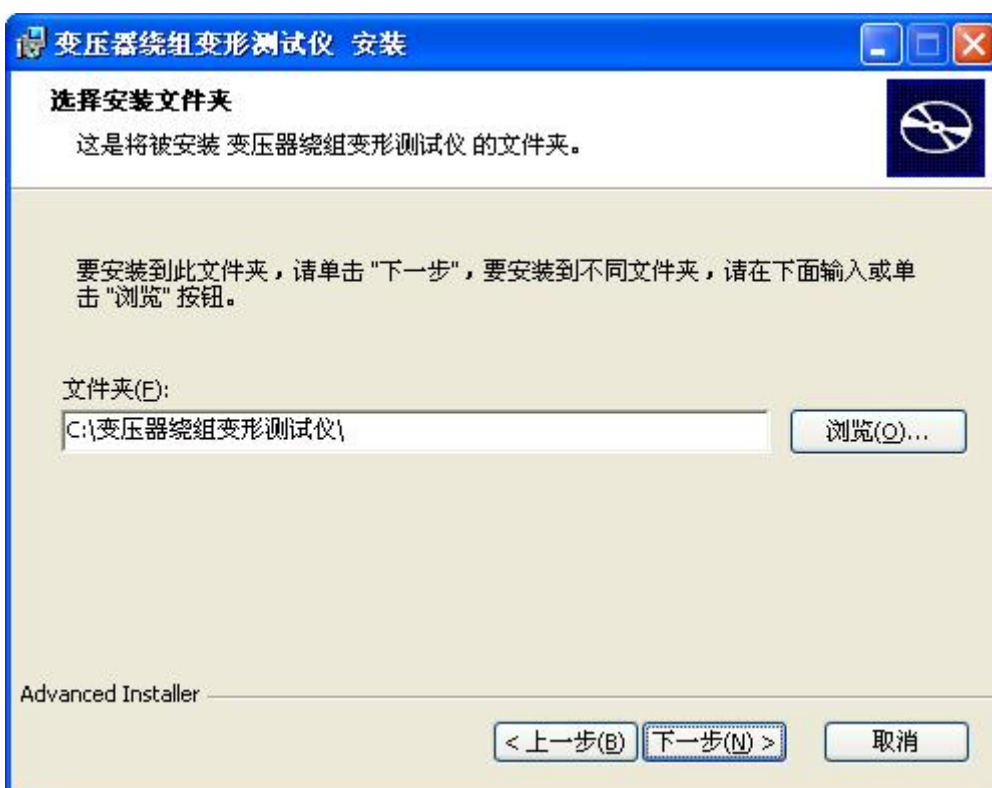 变压器绕组变形测试仪 安装
选择安装文件夹
这是将被安装 变压器绕组变形测试仪 的文件夹。
要安装到此文件夹，请单击 "下一步"，要安装到不同文件夹，请在下面输入或单
击 "浏览" 按钮。
文件夹(F):
C:\变压器绕组变形测试仪\
浏览(O)...
Advanced Installer
< 上一步(B)
下一步(N) >
取消